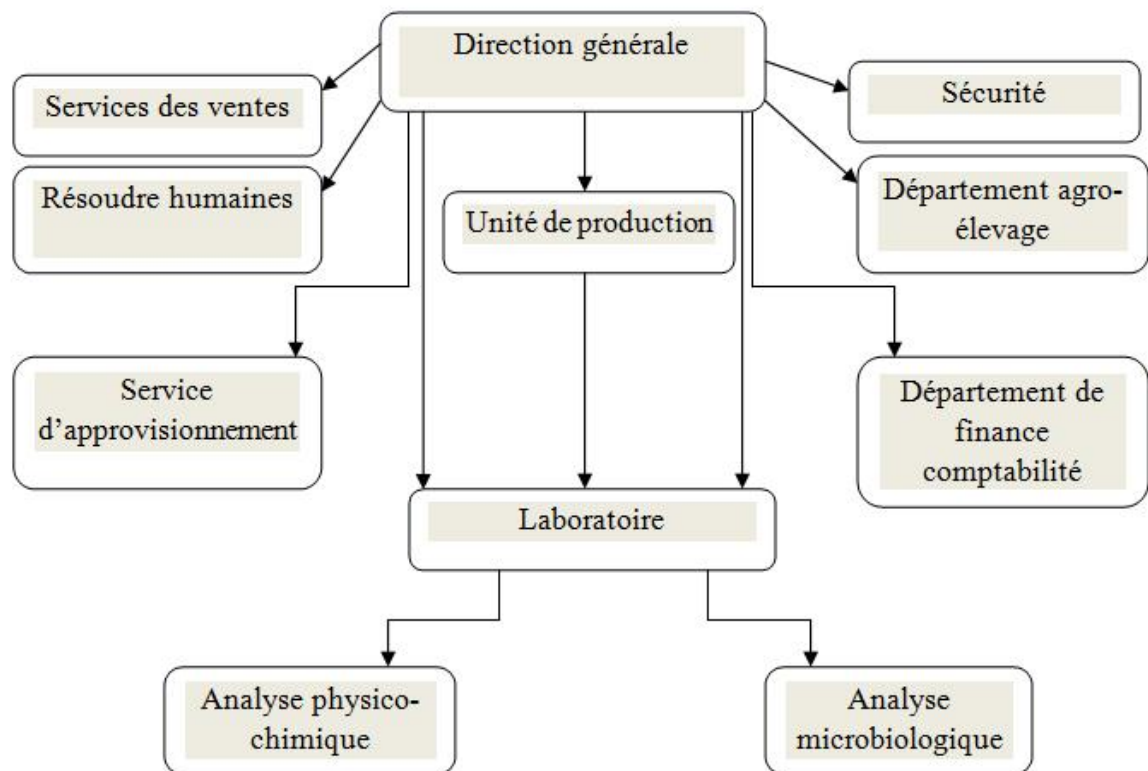 Direction générale
Services des ventes
Sécurité
Résoudre humaines
Unité de production
Département agro-
élevage
Service
d’approvisionnement
Département de
finance
comptabilité
Laboratoire
Analyse physico-
chimique
Analyse
microbiologique